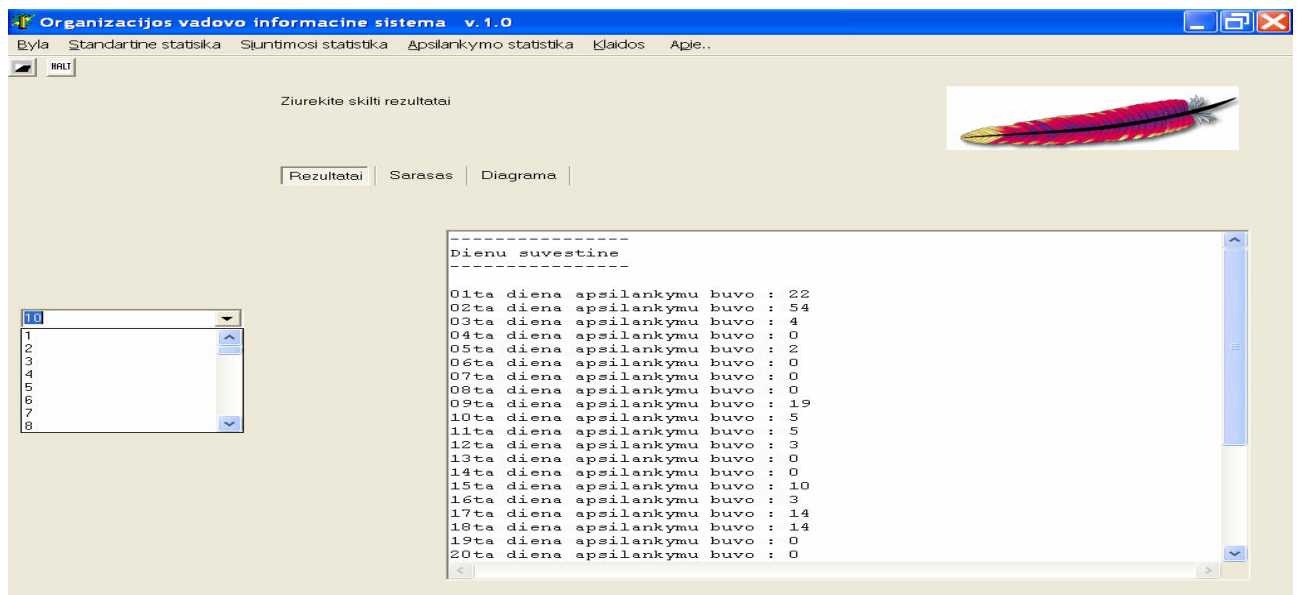 Organizacijos vadovo informacine sistema v.1.0
Byla Standartine statisika Siuntimosi statistika Apsilankymo statistika Klaidos Apie..
HALT
Ziurekite skilti rezultatai
Rezultatai Sarasas Diagrama
----------------
Dienu suvestine
----------------
01ta diena apsilankymu buvo : 22
02ta diena apsilankymu buvo : 54
03ta diena apsilankymu buvo : 4
04ta diena apsilankymu buvo : 0
05ta diena apsilankymu buvo : 2
06ta diena apsilankymu buvo : 0
07ta diena apsilankymu buvo : 0
08ta diena apsilankymu buvo : 0
09ta diena apsilankymu buvo : 19
10ta diena apsilankymu buvo : 5
11ta diena apsilankymu buvo : 5
12ta diena apsilankymu buvo : 3
13ta diena apsilankymu buvo : 0
14ta diena apsilankymu buvo : 0
15ta diena apsilankymu buvo : 10
16ta diena apsilankymu buvo : 3
17ta diena apsilankymu buvo : 14
18ta diena apsilankymu buvo : 14
19ta diena apsilankymu buvo : 0
20ta diena apsilankymu buvo : 0
10
1
2
3
4
5
6
7
8